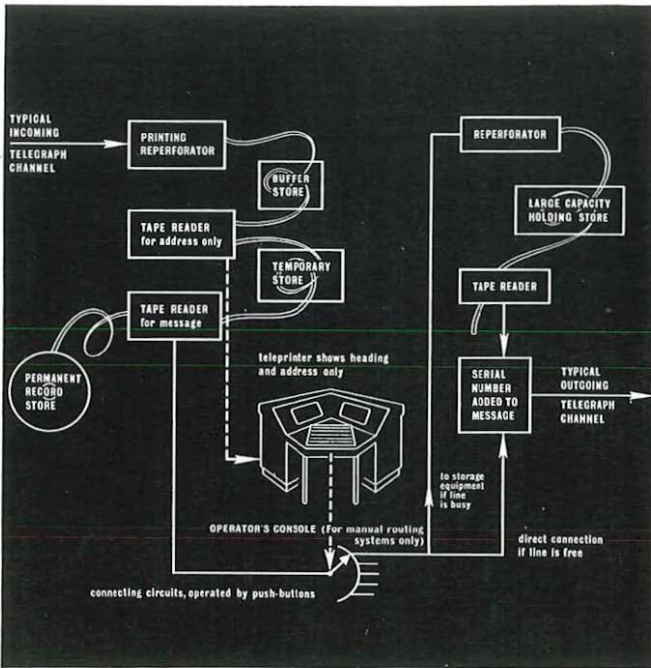 TYPICAL
INCOMING
TELEGRAPH
CHANNEL
PRINTING
REPERFORATOR
BUFFER
STORE
TAPE READER
for address only
TEMPORARY
STORE
TAPE READER
for message
PERMANENT
RECORD
STORE
teleprinter shows heading
and address only
OPERATOR'S CONSOLE (For manual routing
systems only)
connecting circuits, operated by push-buttons
REPERFORATOR
LARGE CAPACITY
HOLDING STORE
TAPE READER
SERIAL
NUMBER
ADDED TO
MESSAGE
TYPICAL
OUTGOING
TELEGRAPH
CHANNEL
to storage
equipment
if line
is busy
direct connection
if line is free